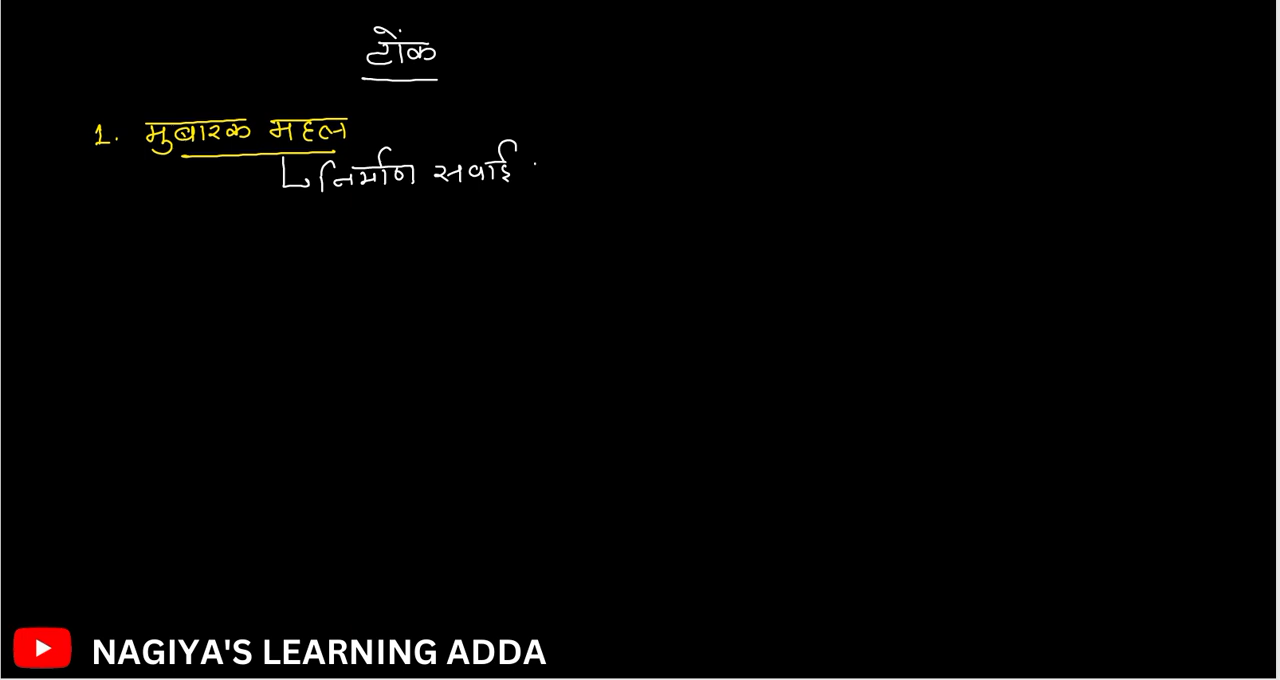 टोंक
1. मुबारक महल
निर्माण सवाई
NAGIYA'S LEARNING ADDA